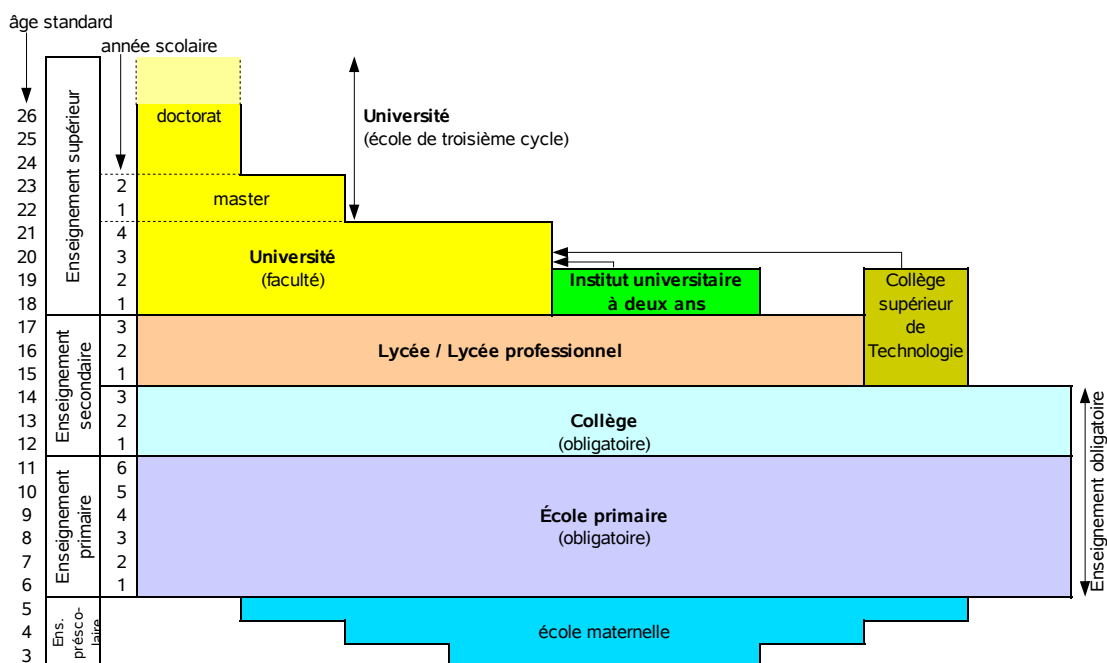 âge standard
année scolaire
Enseignement supérieur
Enseignement secondaire
Enseignement primaire
Ens. présco-laire
26
25
24
23 2
22 1
21 4
20 3
19 2
18 1
17 3
16 2
15 1
14 3
13 2
12 1
11 6
10 5
9 4
8 3
7 2
6 1
5
4
3
doctorat
Université
(école de troisième cycle)
master
Université
(faculté)
Institut universitaire
à deux ans
Collège
supérieur
de
Technologie
Lycée / Lycée professionnel
Collège
(obligatoire)
École primaire
(obligatoire)
école maternelle
Enseignement obligatoire